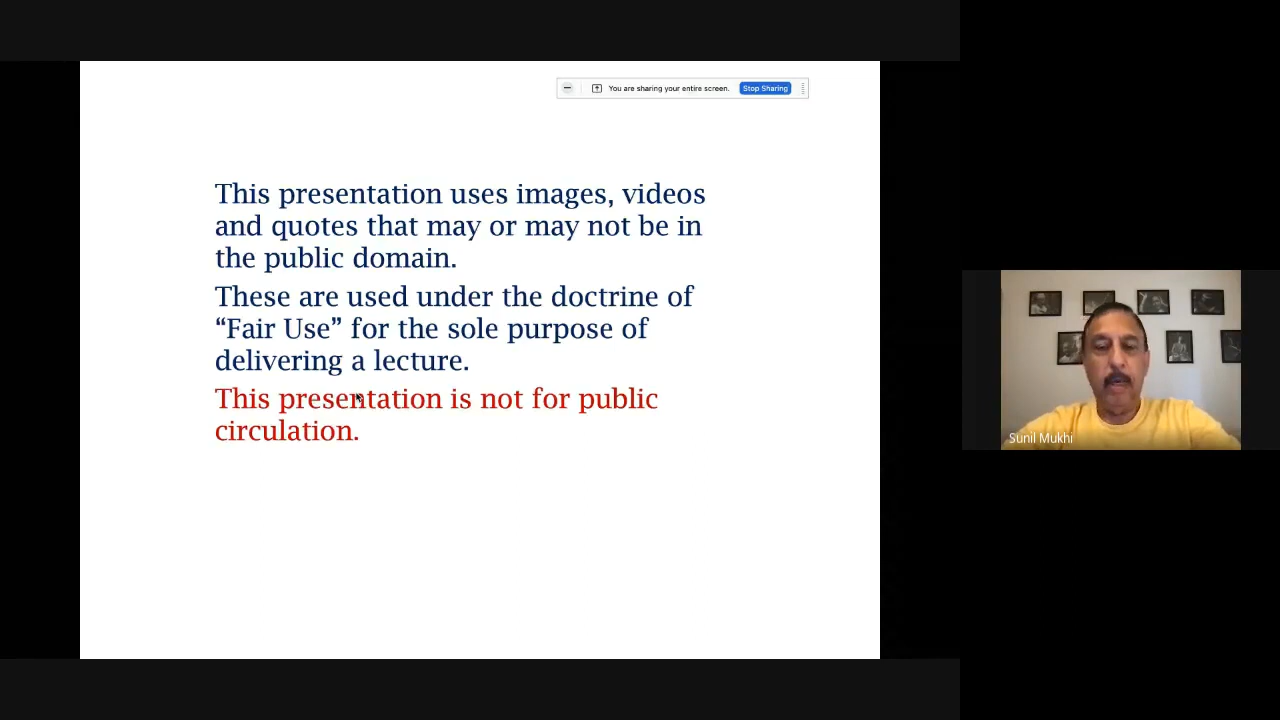 You are sharing your entire screen. Stop Sharing
This presentation uses images, videos
and quotes that may or may not be in
the public domain.
These are used under the doctrine of
“Fair Use” for the sole purpose of
delivering a lecture.
This presentation is not for public
circulation.
Sunil Mukhi